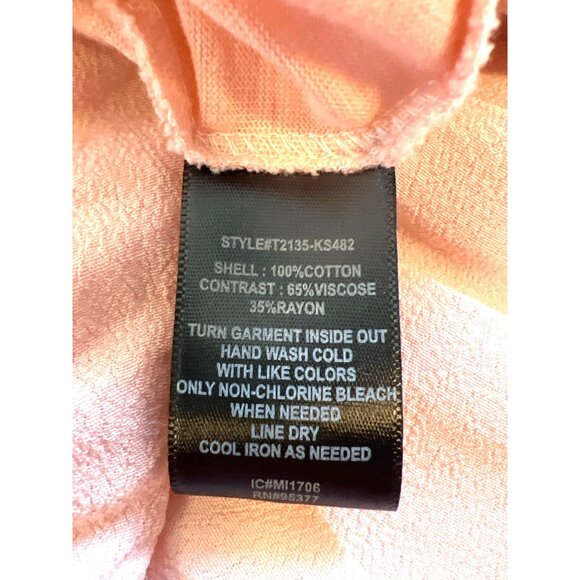 STYLE#T2135-KS482
SHELL : 100%COTTON
CONTRAST : 65%VISCOSE
35%RAYON
TURN GARMENT INSIDE OUT
HAND WASH COLD
WITH LIKE COLORS
ONLY NON-CHLORINE BLEACH
WHEN NEEDED
LINE DRY
COOL IRON AS NEEDED
IC#MI1706
RN#95377